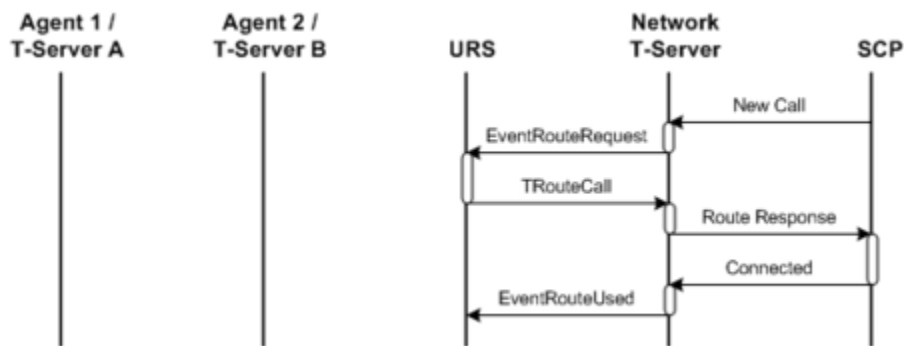 Agent 1 /
T-Server A
Agent 2 /
T-Server B
URS
Network
T-Server
SCP
New Call
EventRouteRequest
TRouteCall
Route Response
Connected
EventRouteUsed